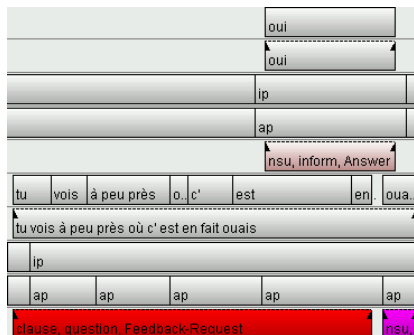 oui
oui
ip
ap
nsu, inform, Answer
tu vois à peu près o.. c' est en . oua..
tu vois à peu près où c' est en fait ouais
ip
ap ap ap ap ap
clause, question, Feedback-Request nsu,